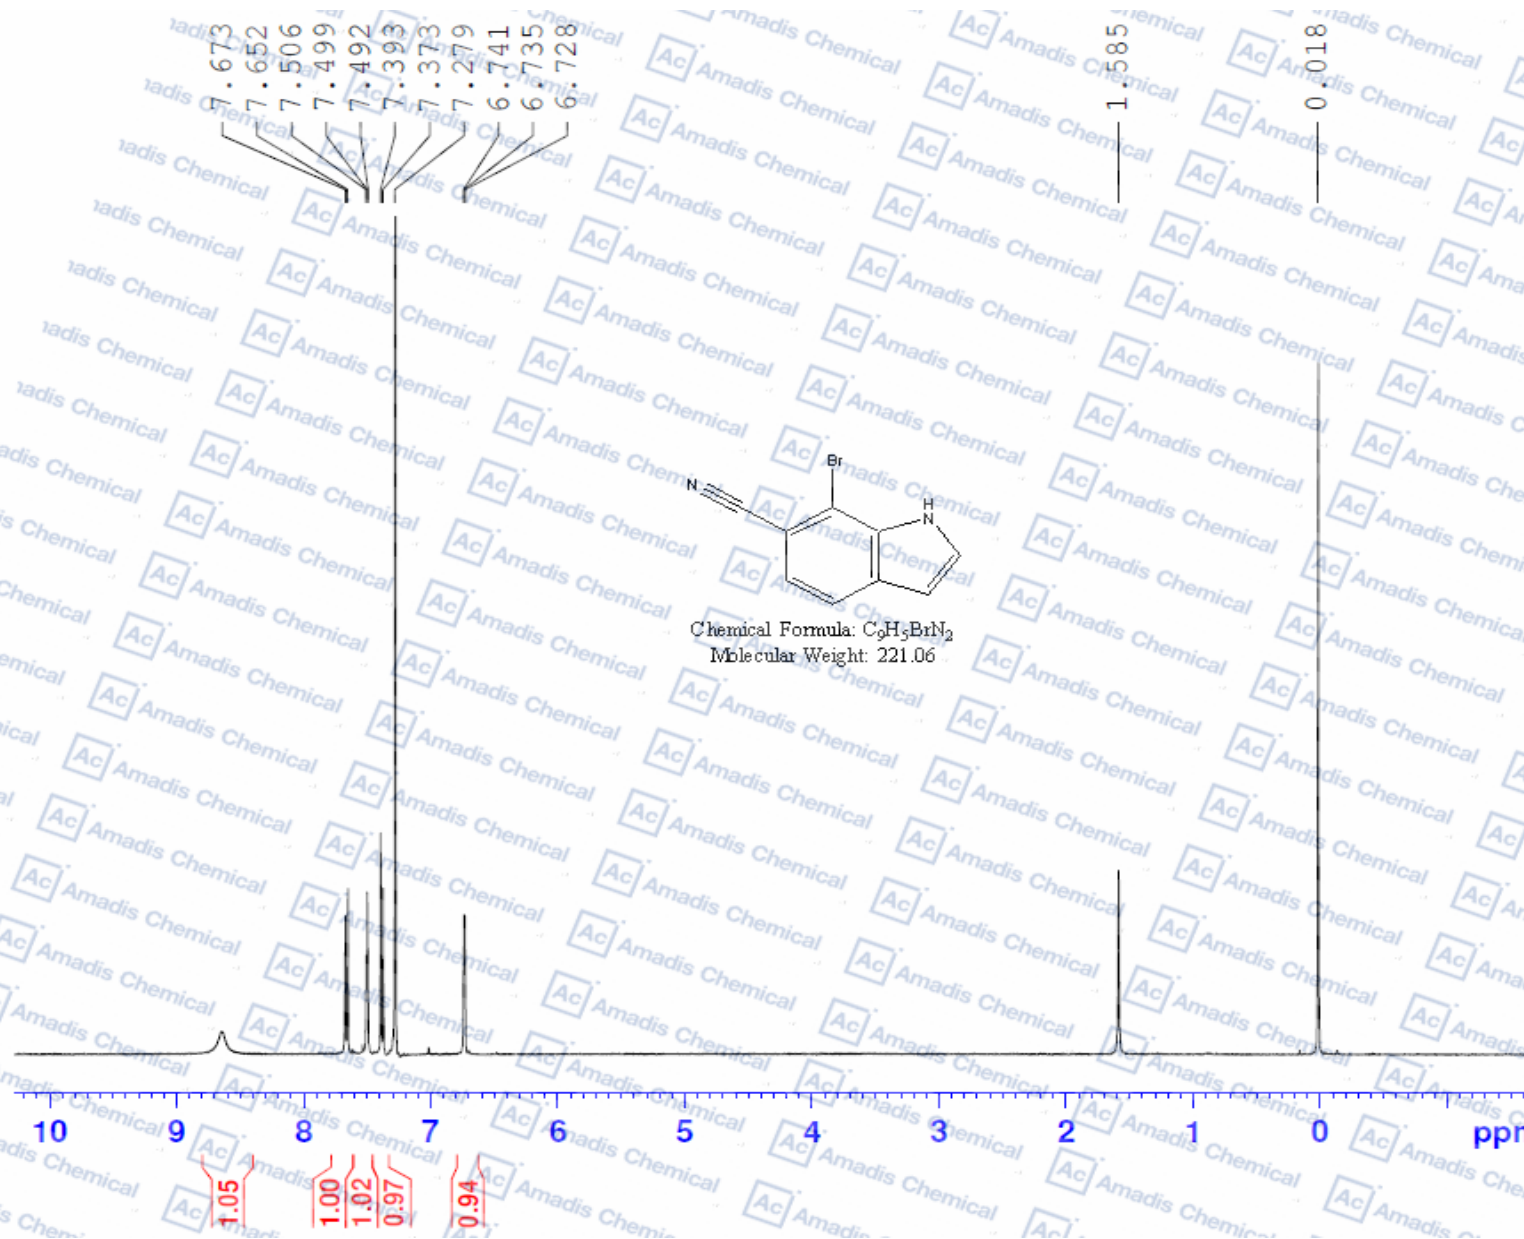 7.673
7.652
7.506
7.499
7.492
7.393
7.373
7.279
6.741
6.735
6.728
1.585
0.018
Br
N
H
N
Chemical Formula: C₉H₅BrN₂
Molecular Weight: 221.06
10 9 8 7 6 5 4 3 2 1 0 ppm
1.05
1.00
1.02
0.97
0.94
Ac Amadis Chemical